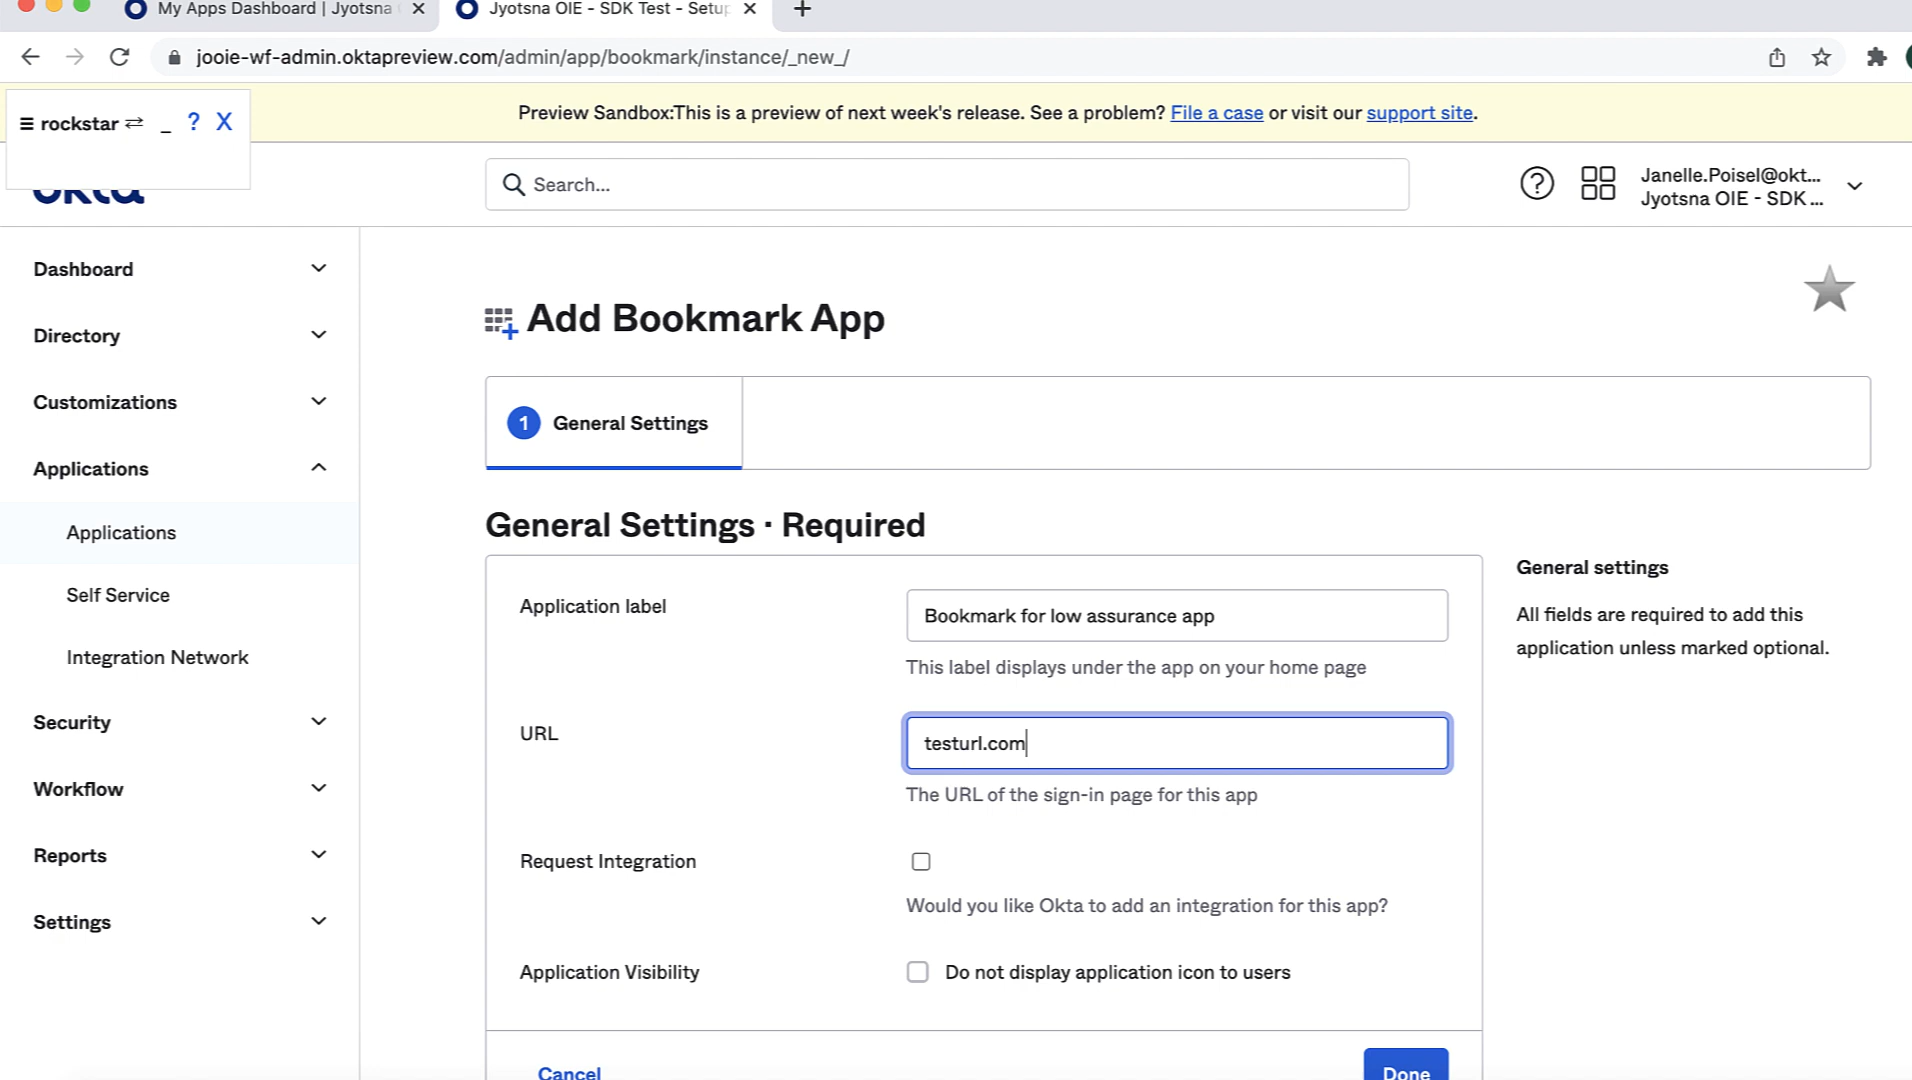 My Apps Dashboard | Jyotsna
Jyotsna OIE - SDK Test - Setup
jooie-wf-admin.oktapreview.com/admin/app/bookmark/instance/_new_/
rockstar ⇄ _ ? X
Preview Sandbox:This is a preview of next week's release. See a problem? File a case or visit our support site.
okta
Search...
Janelle.Poisel@okt...
Jyotsna OIE - SDK ...
Dashboard
Directory
Customizations
Applications
Applications
Self Service
Integration Network
Security
Workflow
Reports
Settings
Add Bookmark App
1 General Settings
General Settings · Required
Application label
Bookmark for low assurance app
This label displays under the app on your home page
URL
testurl.com
The URL of the sign-in page for this app
Request Integration
Would you like Okta to add an integration for this app?
Application Visibility
Do not display application icon to users
Cancel
Done
General settings
All fields are required to add this
application unless marked optional.